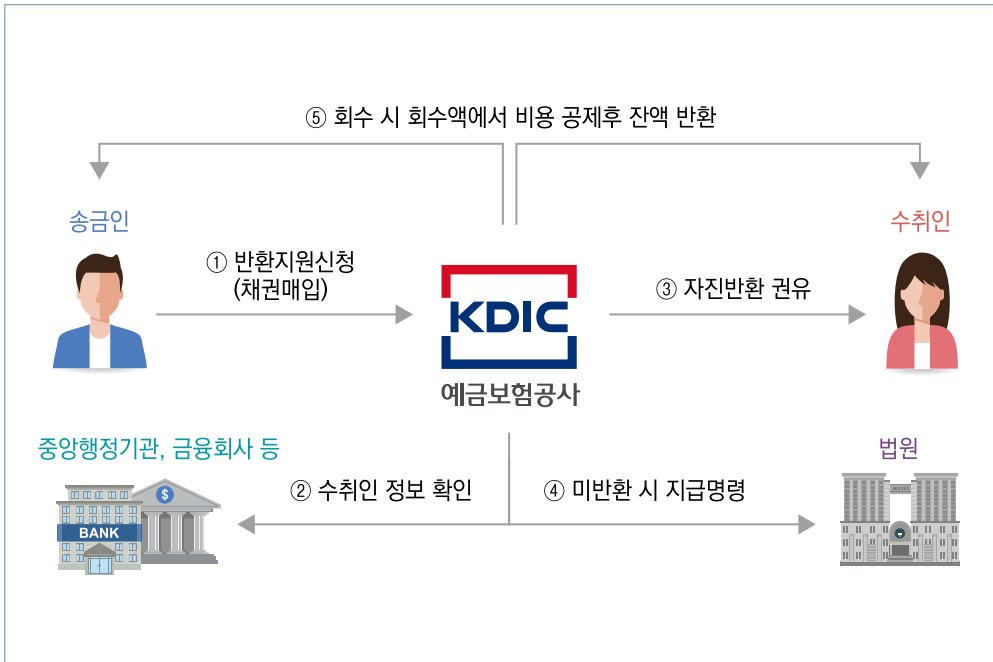 ⑤ 회수 시 회수액에서 비용 공제후 잔액 반환
송금인
수취인
① 반환지원신청
(채권매입)
③ 자진반환 권유
KDIC
예금보험공사
중앙행정기관, 금융회사 등
법원
② 수취인 정보 확인
④ 미반환 시 지급명령
$
BANK